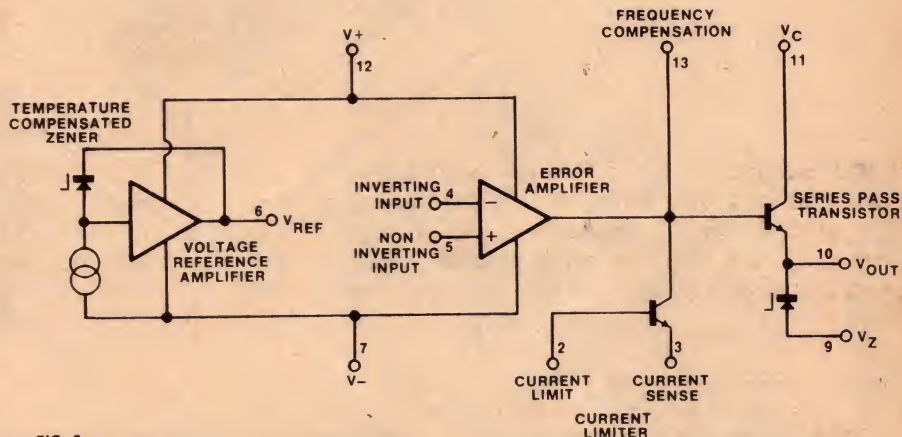 FREQUENCY
COMPENSATION
13
VC
11
V+
12
TEMPERATURE
COMPENSATED
ZENER
6 VREF
VOLTAGE
REFERENCE
AMPLIFIER
INVERTING
INPUT
4
−
NON
INVERTING
INPUT
5
+
ERROR
AMPLIFIER
SERIES PASS
TRANSISTOR
10
VOUT
9
VZ
7
V−
2
CURRENT
LIMIT
3
CURRENT
SENSE
CURRENT
LIMITER